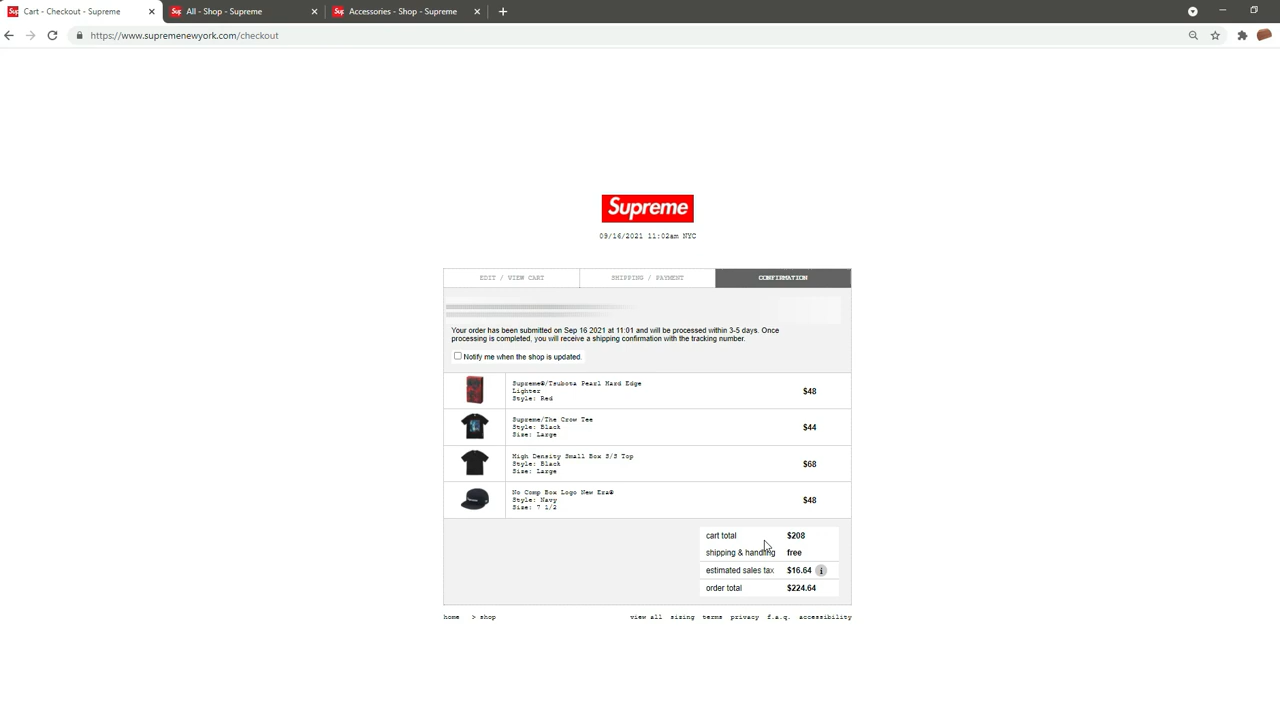 Cart - Checkout - Supreme
All - Shop - Supreme
Accessories - Shop - Supreme
https://www.supremenewyork.com/checkout
Supreme
09/16/2021 11:02am NYC
EDIT / VIEW CART
SHIPPING / PAYMENT
CONFIRMATION
Your order has been submitted on Sep 16 2021 at 11:01 and will be processed within 3-5 days. Once
processing is completed, you will receive a shipping confirmation with the tracking number.
Notify me when the shop is updated
Supreme®/Tsubota Pearl Hard Edge
Lighter
Style: Red
$48
Supreme/The Crow Tee
Style: Black
Size: Large
$44
High Density Small Box S/S Top
Style: Black
Size: Large
$68
No Comp Box Logo New Era®
Style: Navy
Size: 7 1/2
$48
cart total $208
shipping & handling free
estimated sales tax $16.64
order total $224.64
home > shop
view all sizing terms privacy f.a.q. accessibility